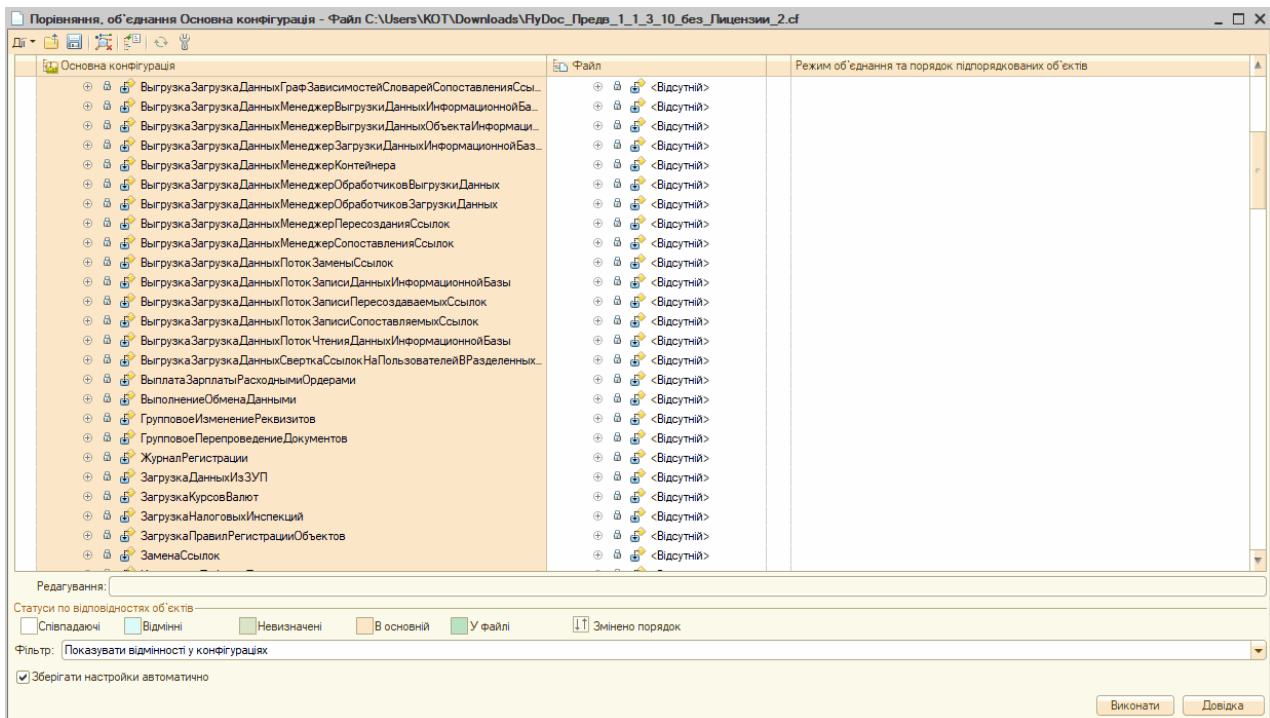 Порівняння, об'єднання Основна конфігурація - Файл C:\Users\KOT\Downloads\FlyDoc_Предв_1_1_3_10_без_Лицензии_2.cf
Дії
Основна конфігурація Файл Режим об'єднання та порядок підпорядкованих об'єктів
ВыгрузкаЗагрузкаДанныхГрафЗависимостейСловарейСопоставленияСсы... <Відсутній>
ВыгрузкаЗагрузкаДанныхМенеджерВыгрузкиДанныхИнформационнойБа... <Відсутній>
ВыгрузкаЗагрузкаДанныхМенеджерВыгрузкиДанныхОбъектаИнформаци... <Відсутній>
ВыгрузкаЗагрузкаДанныхМенеджерЗагрузкиДанныхИнформационнойБаз... <Відсутній>
ВыгрузкаЗагрузкаДанныхМенеджерКонтейнера <Відсутній>
ВыгрузкаЗагрузкаДанныхМенеджерОбработчиковВыгрузкиДанных <Відсутній>
ВыгрузкаЗагрузкаДанныхМенеджерОбработчиковЗагрузкиДанных <Відсутній>
ВыгрузкаЗагрузкаДанныхМенеджерПересозданияСсылок <Відсутній>
ВыгрузкаЗагрузкаДанныхМенеджерСопоставленияСсылок <Відсутній>
ВыгрузкаЗагрузкаДанныхПотокЗаменыСсылок <Відсутній>
ВыгрузкаЗагрузкаДанныхПотокЗаписиДанныхИнформационнойБазы <Відсутній>
ВыгрузкаЗагрузкаДанныхПотокЗаписиПересоздаваемыхСсылок <Відсутній>
ВыгрузкаЗагрузкаДанныхПотокЗаписиСопоставляемыхСсылок <Відсутній>
ВыгрузкаЗагрузкаДанныхПотокЧтенияДанныхИнформационнойБазы <Відсутній>
ВыгрузкаЗагрузкаДанныхСверткаСсылокНаПользователейВРазделенных... <Відсутній>
ВыплатаЗарплатыРасходнымиОрдерами <Відсутній>
ВыполнениеОбменаДанными <Відсутній>
ГрупповоеИзменениеРеквизитов <Відсутній>
ГрупповоеПерепроведениеДокументов <Відсутній>
ЖурналРегистрации <Відсутній>
ЗагрузкаДанныхИзЗУП <Відсутній>
ЗагрузкаКурсовВалют <Відсутній>
ЗагрузкаНалоговыхИнспекций <Відсутній>
ЗагрузкаПравилРегистрацииОбъектов <Відсутній>
ЗаменаСсылок <Відсутній>
Редагування:
Статуси по відповідностях об'єктів
Співпадаючі Відмінні Невизначені В основній У файлі Змінено порядок
Фільтр: Показувати відмінності у конфігураціях
Зберігати настройки автоматично
Виконати Довідка